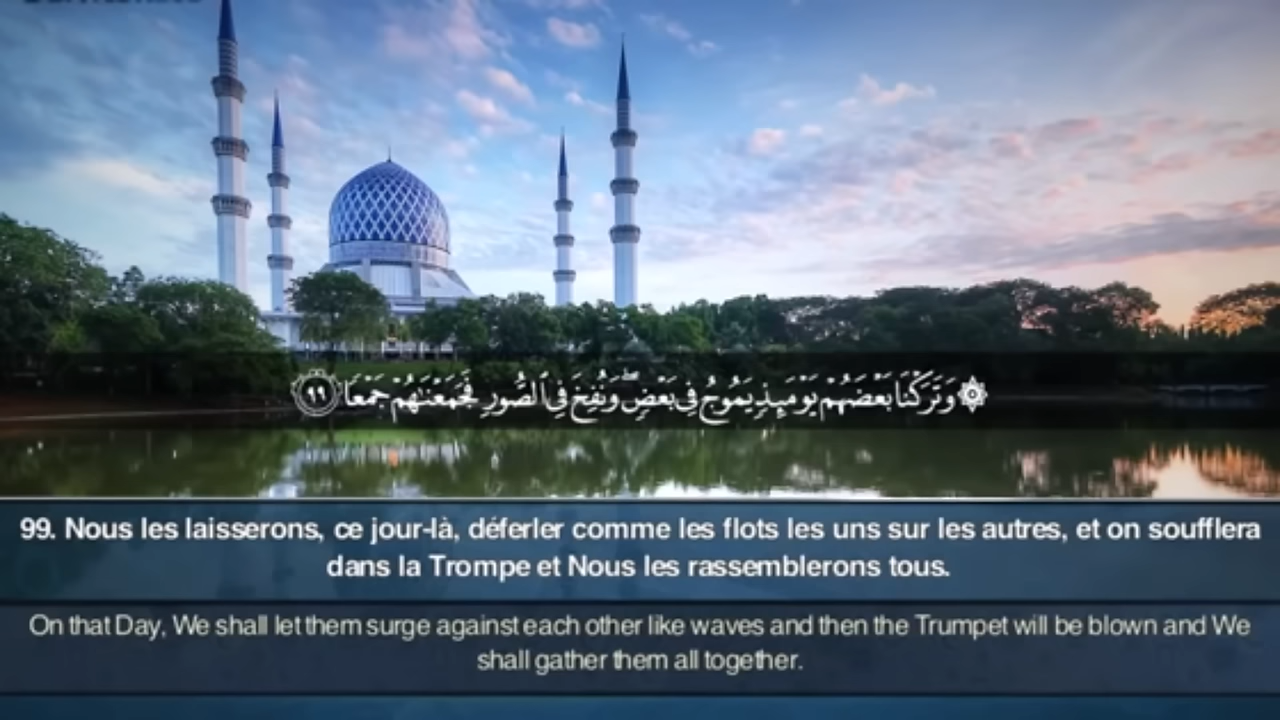 ۞ وَتَرَكْنَا بَعْضَهُمْ يَوْمَئِذٍ يَمُوجُ فِي بَعْضٍ ۖ وَنُفِخَ فِي ٱلصُّورِ فَجَمَعْنَٰهُمْ جَمْعًا ٩٩
99. Nous les laisserons, ce jour-là, déferler comme les flots les uns sur les autres, et on soufflera
dans la Trompe et Nous les rassemblerons tous.
On that Day, We shall let them surge against each other like waves and then the Trumpet will be blown and We
shall gather them all together.